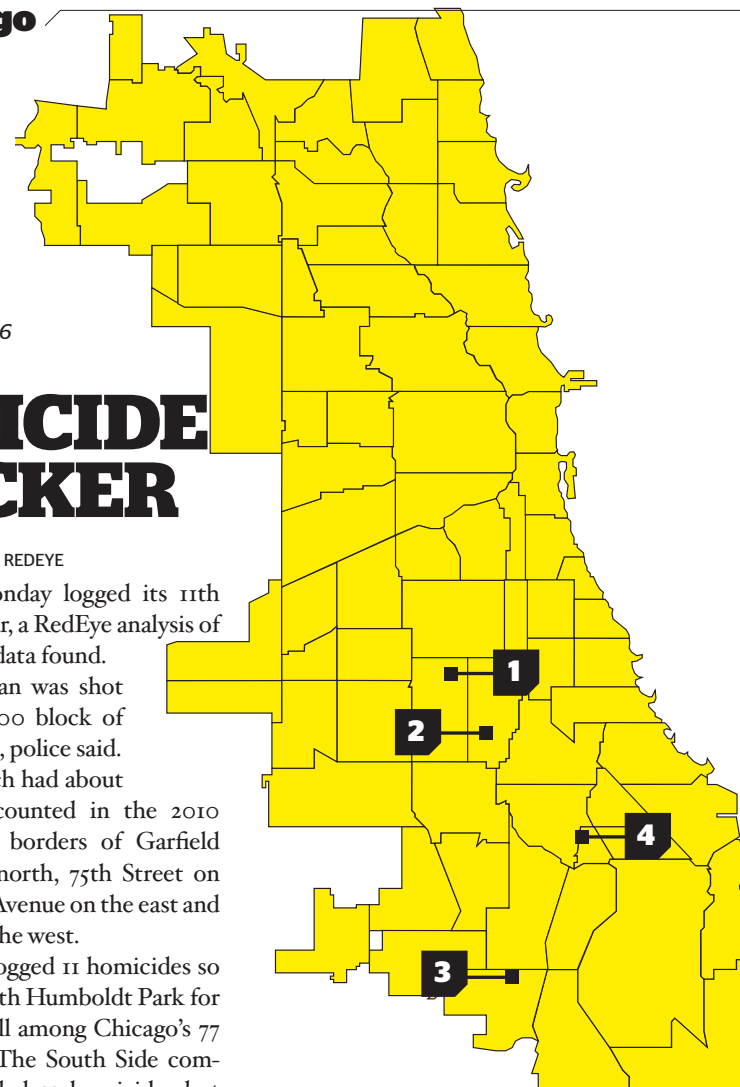 go
6
ICIDE
CKER
REDEYE
onday logged its 11th
r, a RedEye analysis of
data found.
an was shot
00 block of
, police said.
ch had about
counted in the 2010
borders of Garfield
north, 75th Street on
Avenue on the east and
he west.
ogged 11 homicides so
th Humboldt Park for
ll among Chicago's 77
The South Side com-
1
2
4
3